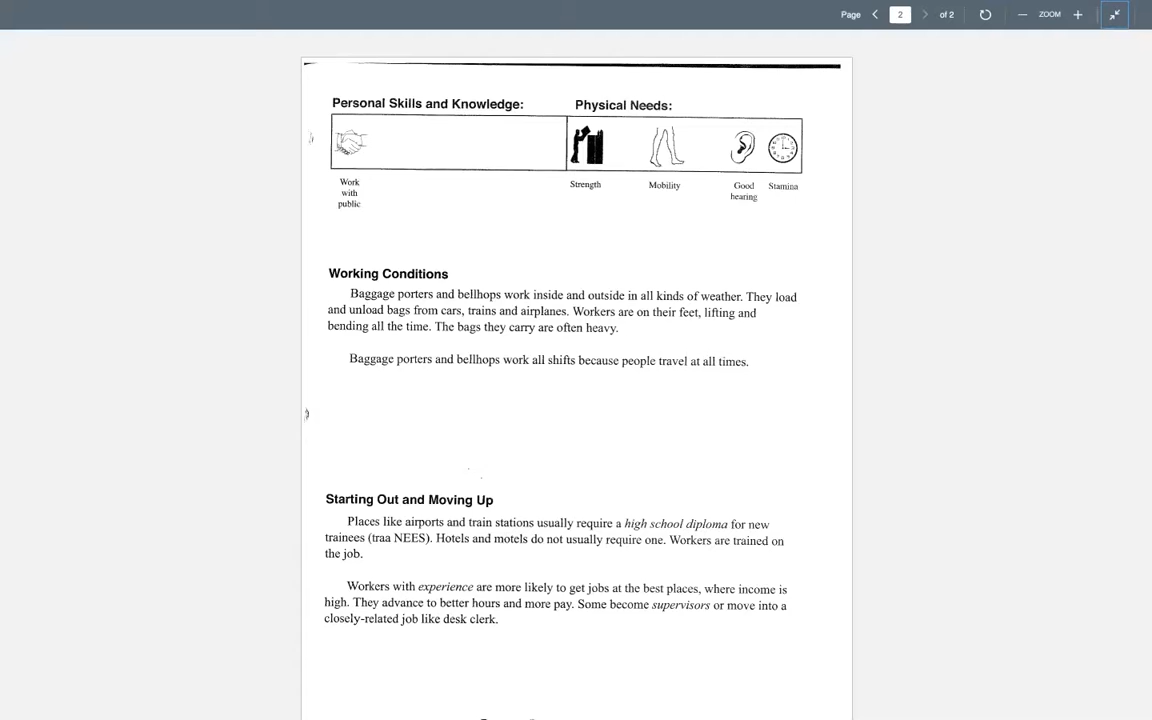 Page 2 of 2 ZOOM
Personal Skills and Knowledge: Physical Needs:
Work with public
Strength
Mobility
Good hearing
Stamina
Working Conditions
Baggage porters and bellhops work inside and outside in all kinds of weather. They load
and unload bags from cars, trains and airplanes. Workers are on their feet, lifting and
bending all the time. The bags they carry are often heavy.
Baggage porters and bellhops work all shifts because people travel at all times.
Starting Out and Moving Up
Places like airports and train stations usually require a high school diploma for new
trainees (traa NEES). Hotels and motels do not usually require one. Workers are trained on
the job.
Workers with experience are more likely to get jobs at the best places, where income is
high. They advance to better hours and more pay. Some become supervisors or move into a
closely-related job like desk clerk.